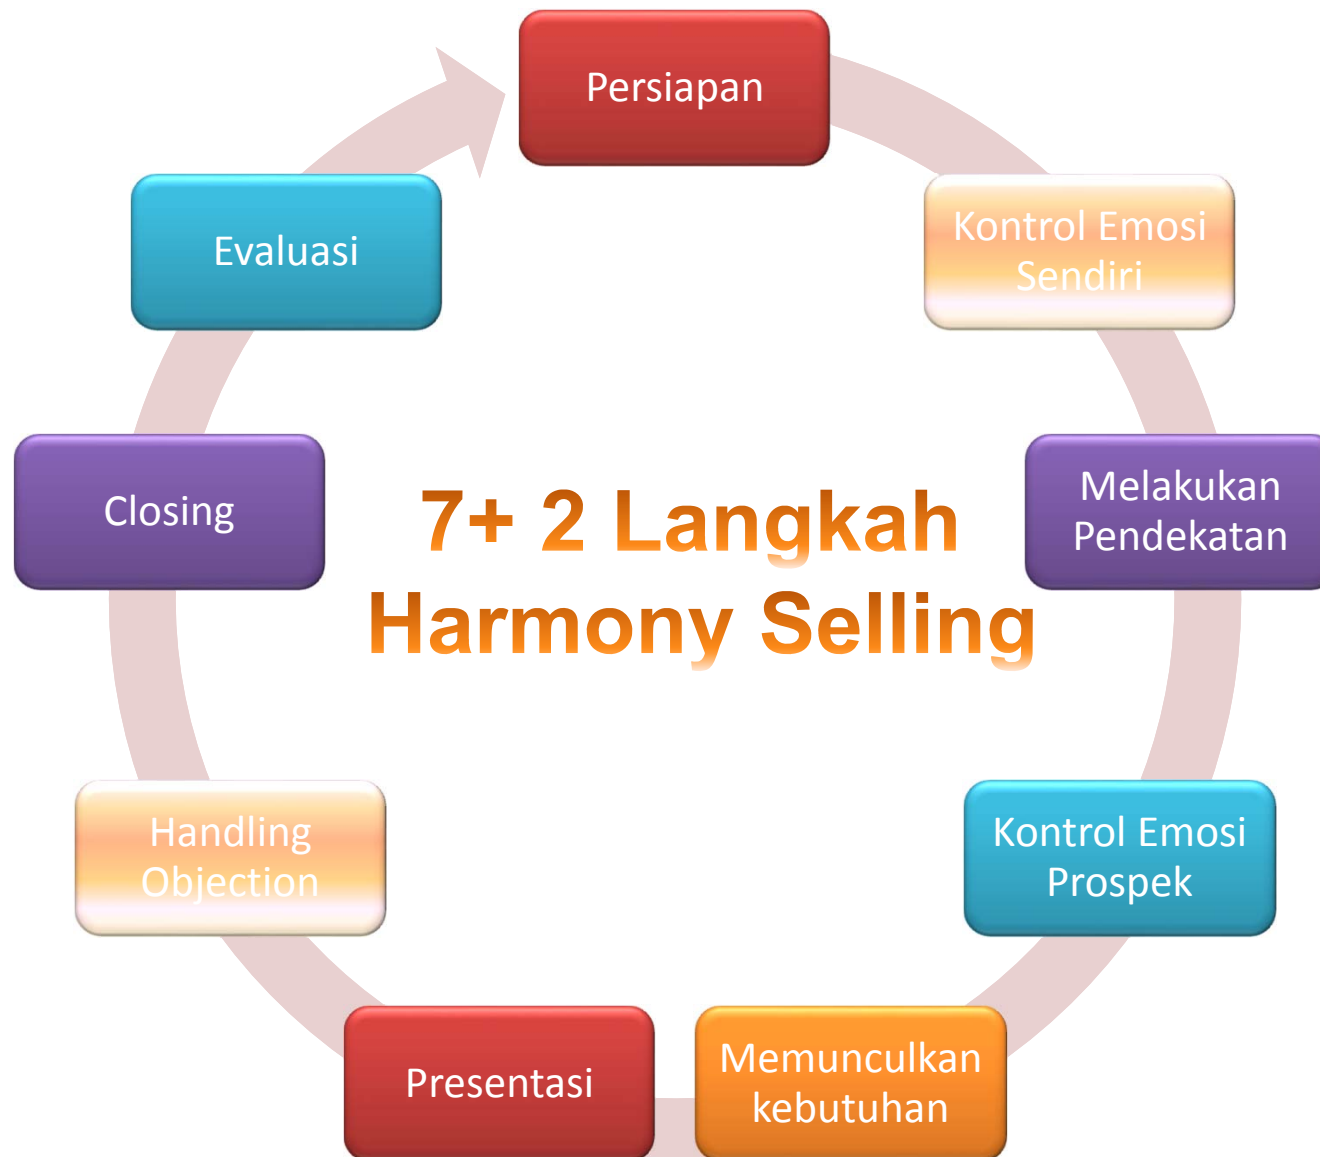 Persiapan
Kontrol Emosi
Sendiri
Melakukan
Pendekatan
Kontrol Emosi
Prospek
Memunculkan
kebutuhan
Presentasi
Handling
Objection
Closing
Evaluasi
7+ 2 Langkah
Harmony Selling